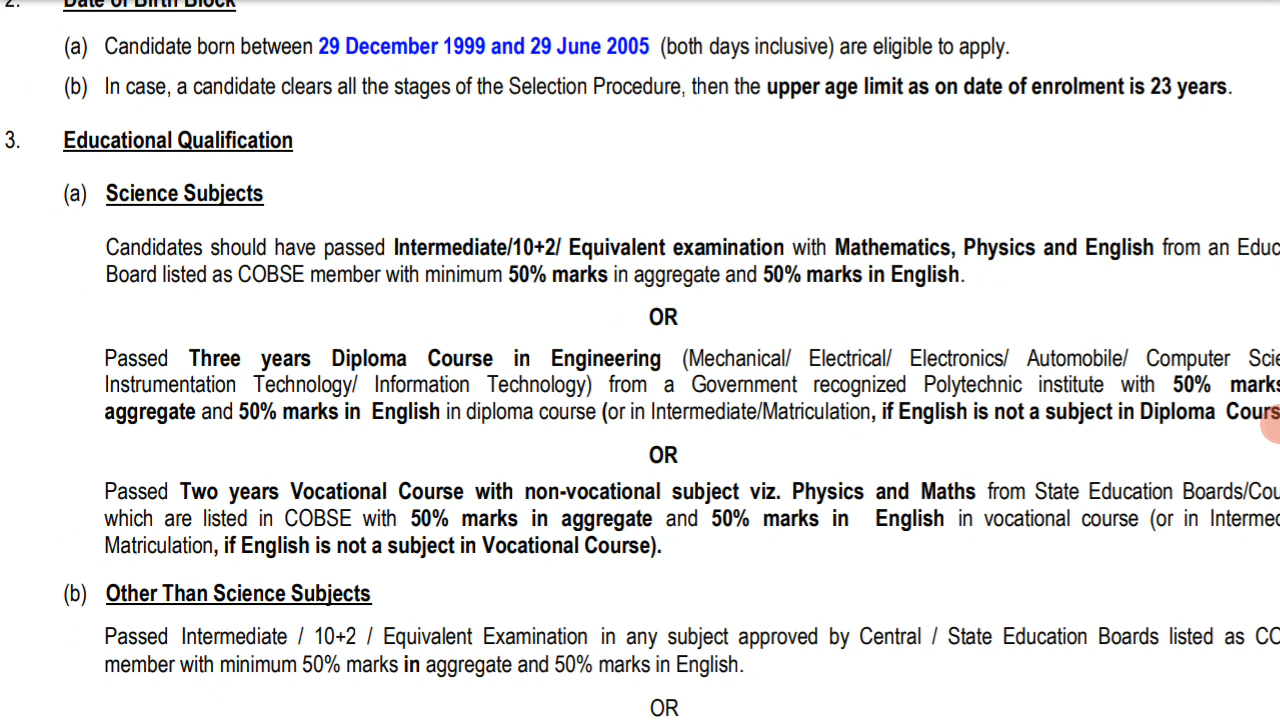 2. Date of Birth Block
(a) Candidate born between 29 December 1999 and 29 June 2005 (both days inclusive) are eligible to apply.
(b) In case, a candidate clears all the stages of the Selection Procedure, then the upper age limit as on date of enrolment is 23 years.
3. Educational Qualification
(a) Science Subjects
Candidates should have passed Intermediate/10+2/ Equivalent examination with Mathematics, Physics and English from an Educ
Board listed as COBSE member with minimum 50% marks in aggregate and 50% marks in English.
OR
Passed Three years Diploma Course in Engineering (Mechanical/ Electrical/ Electronics/ Automobile/ Computer Scie
Instrumentation Technology/ Information Technology) from a Government recognized Polytechnic institute with 50% marks
aggregate and 50% marks in English in diploma course (or in Intermediate/Matriculation, if English is not a subject in Diploma Cours
OR
Passed Two years Vocational Course with non-vocational subject viz. Physics and Maths from State Education Boards/Cou
which are listed in COBSE with 50% marks in aggregate and 50% marks in English in vocational course (or in Intermed
Matriculation, if English is not a subject in Vocational Course).
(b) Other Than Science Subjects
Passed Intermediate / 10+2 / Equivalent Examination in any subject approved by Central / State Education Boards listed as CO
member with minimum 50% marks in aggregate and 50% marks in English.
OR